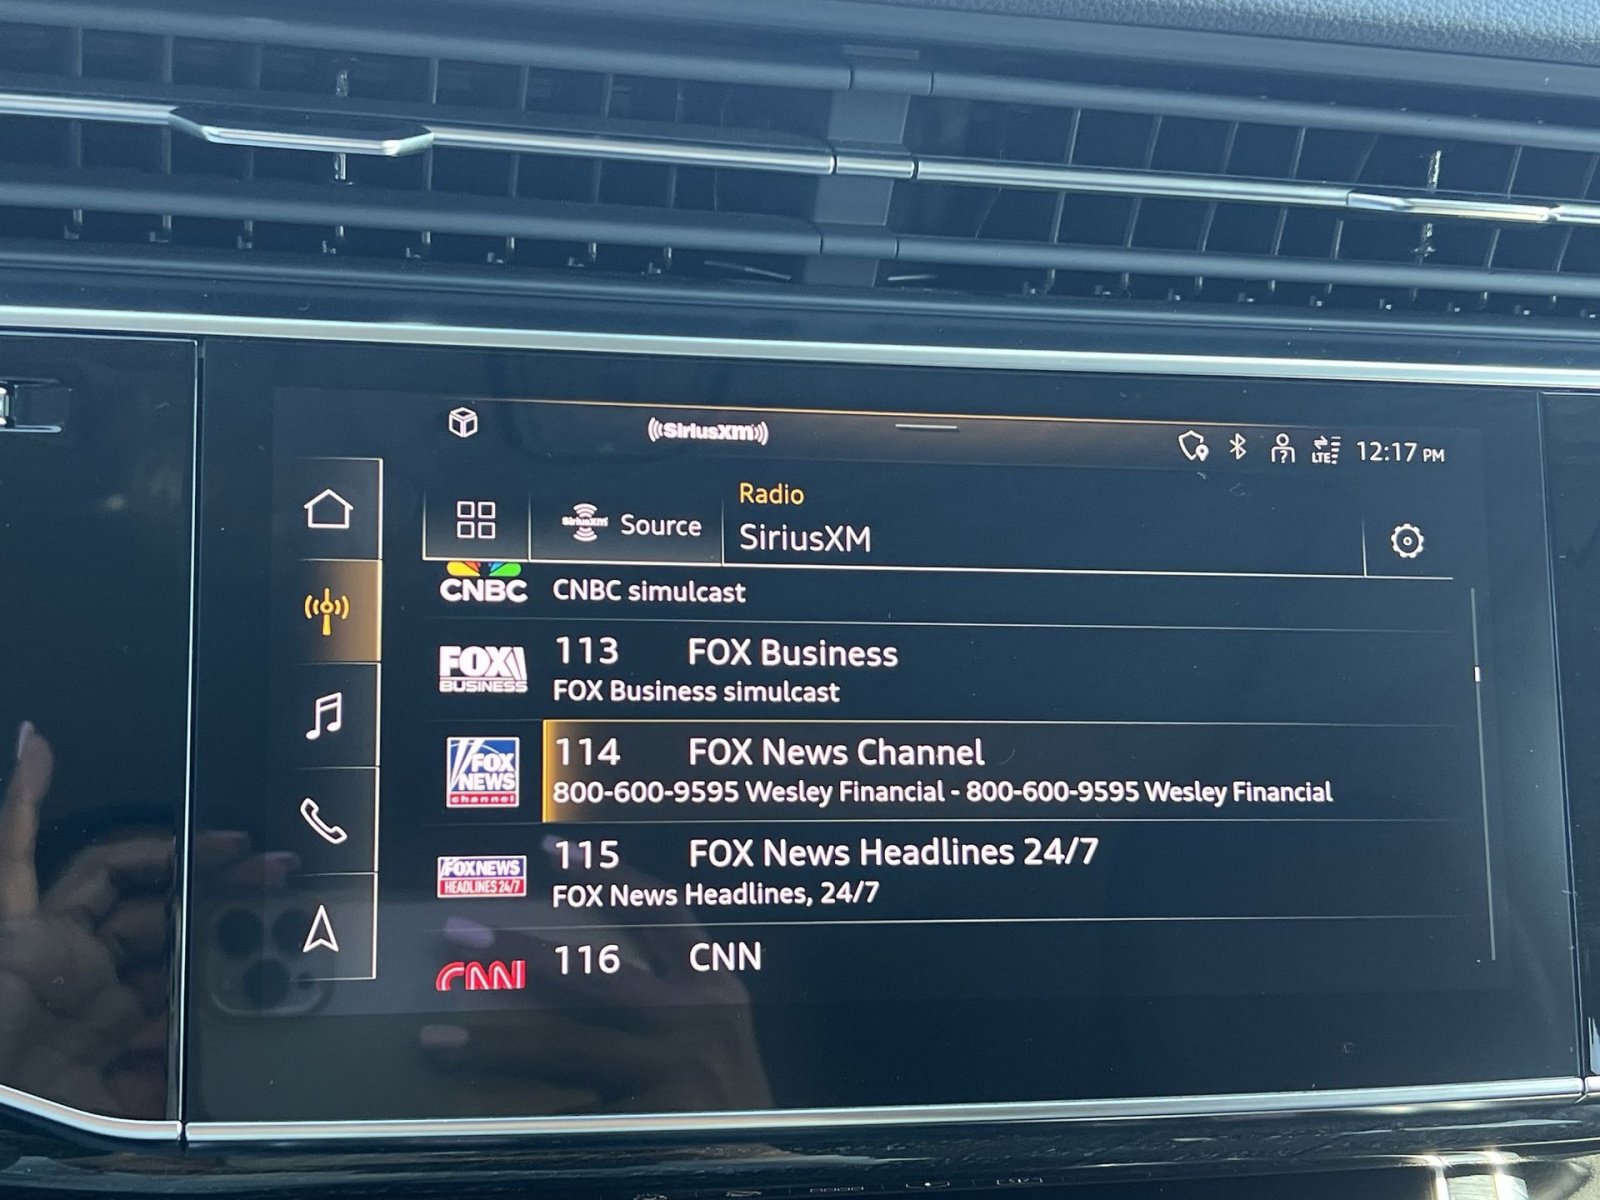 SiriusXM
LTE 12:17 PM
Radio
SiriusXM Source SiriusXM
CNBC CNBC simulcast
FOX BUSINESS 113 FOX Business
FOX Business simulcast
FOX NEWS channel 114 FOX News Channel
800-600-9595 Wesley Financial - 800-600-9595 Wesley Financial
FOX NEWS HEADLINES 24/7 115 FOX News Headlines 24/7
FOX News Headlines, 24/7
CNN 116 CNN